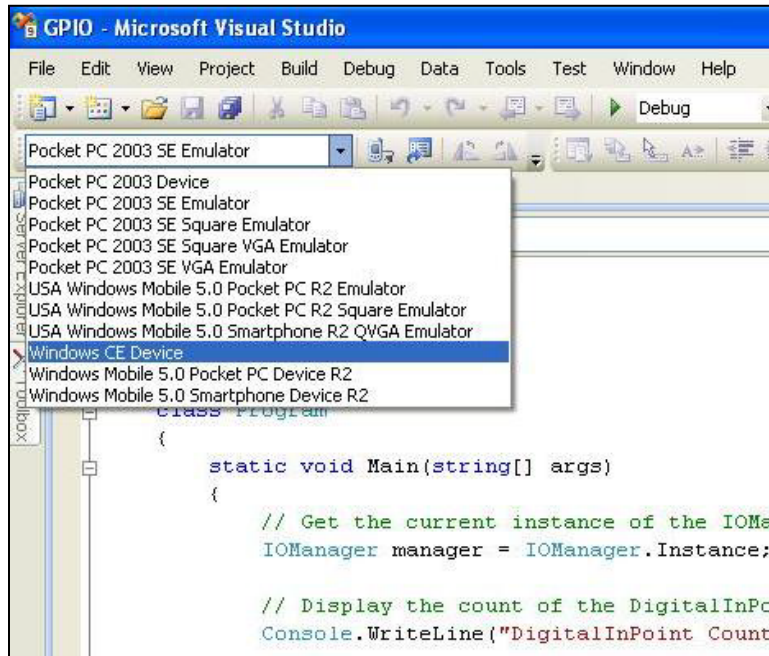 GPIO - Microsoft Visual Studio
File Edit View Project Build Debug Data Tools Test Window Help
Debug
Pocket PC 2003 SE Emulator
Pocket PC 2003 Device
Pocket PC 2003 SE Emulator
Pocket PC 2003 SE Square Emulator
Pocket PC 2003 SE Square VGA Emulator
Pocket PC 2003 SE VGA Emulator
USA Windows Mobile 5.0 Pocket PC R2 Emulator
USA Windows Mobile 5.0 Pocket PC R2 Square Emulator
USA Windows Mobile 5.0 Smartphone R2 QVGA Emulator
Windows CE Device
Windows Mobile 5.0 Pocket PC Device R2
Windows Mobile 5.0 Smartphone Device R2
Server Explorer
Toolbox
class Program
{
static void Main(string[] args)
{
// Get the current instance of the IOMa
IOManager manager = IOManager.Instance;
// Display the count of the DigitalInPo
Console.WriteLine("DigitalInPoint Count